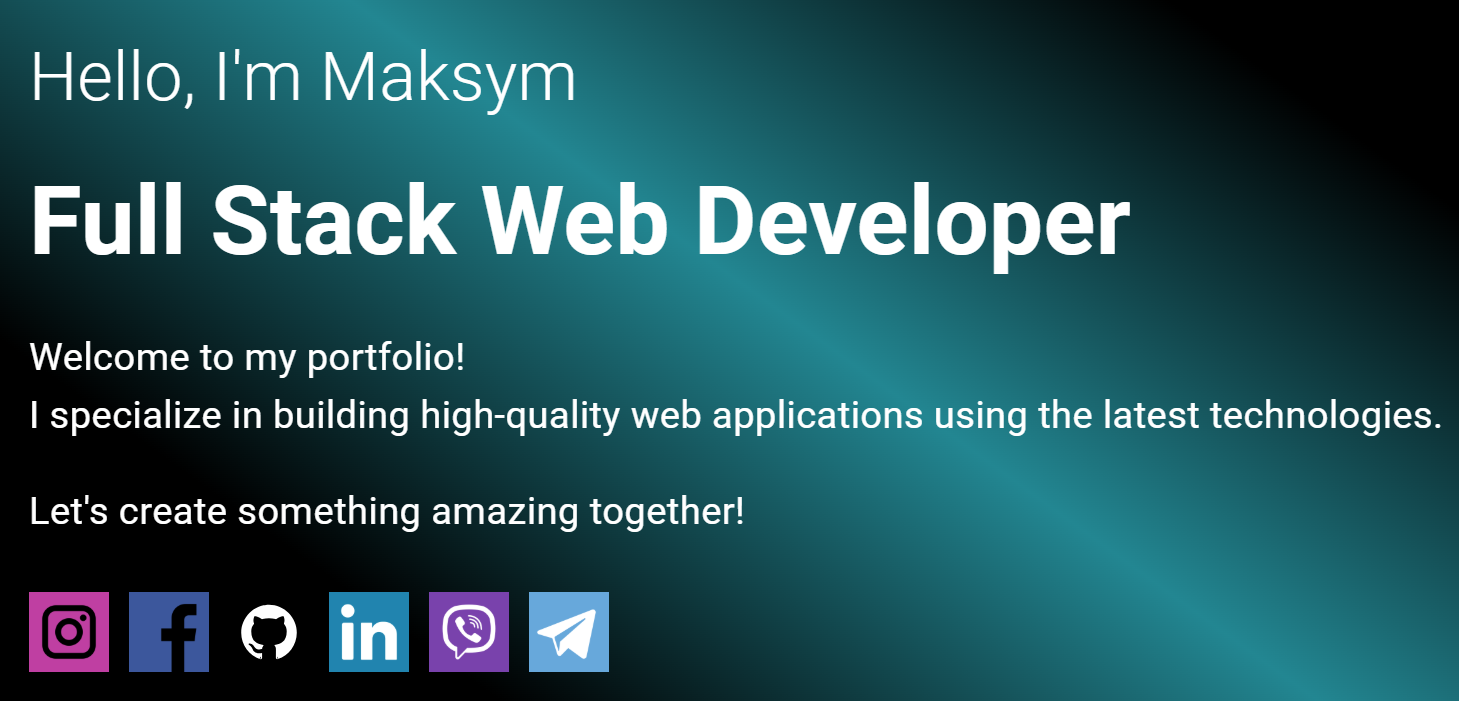 Hello, I'm Maksym
Full Stack Web Developer
Welcome to my portfolio!
I specialize in building high-quality web applications using the latest technologies.
Let's create something amazing together!